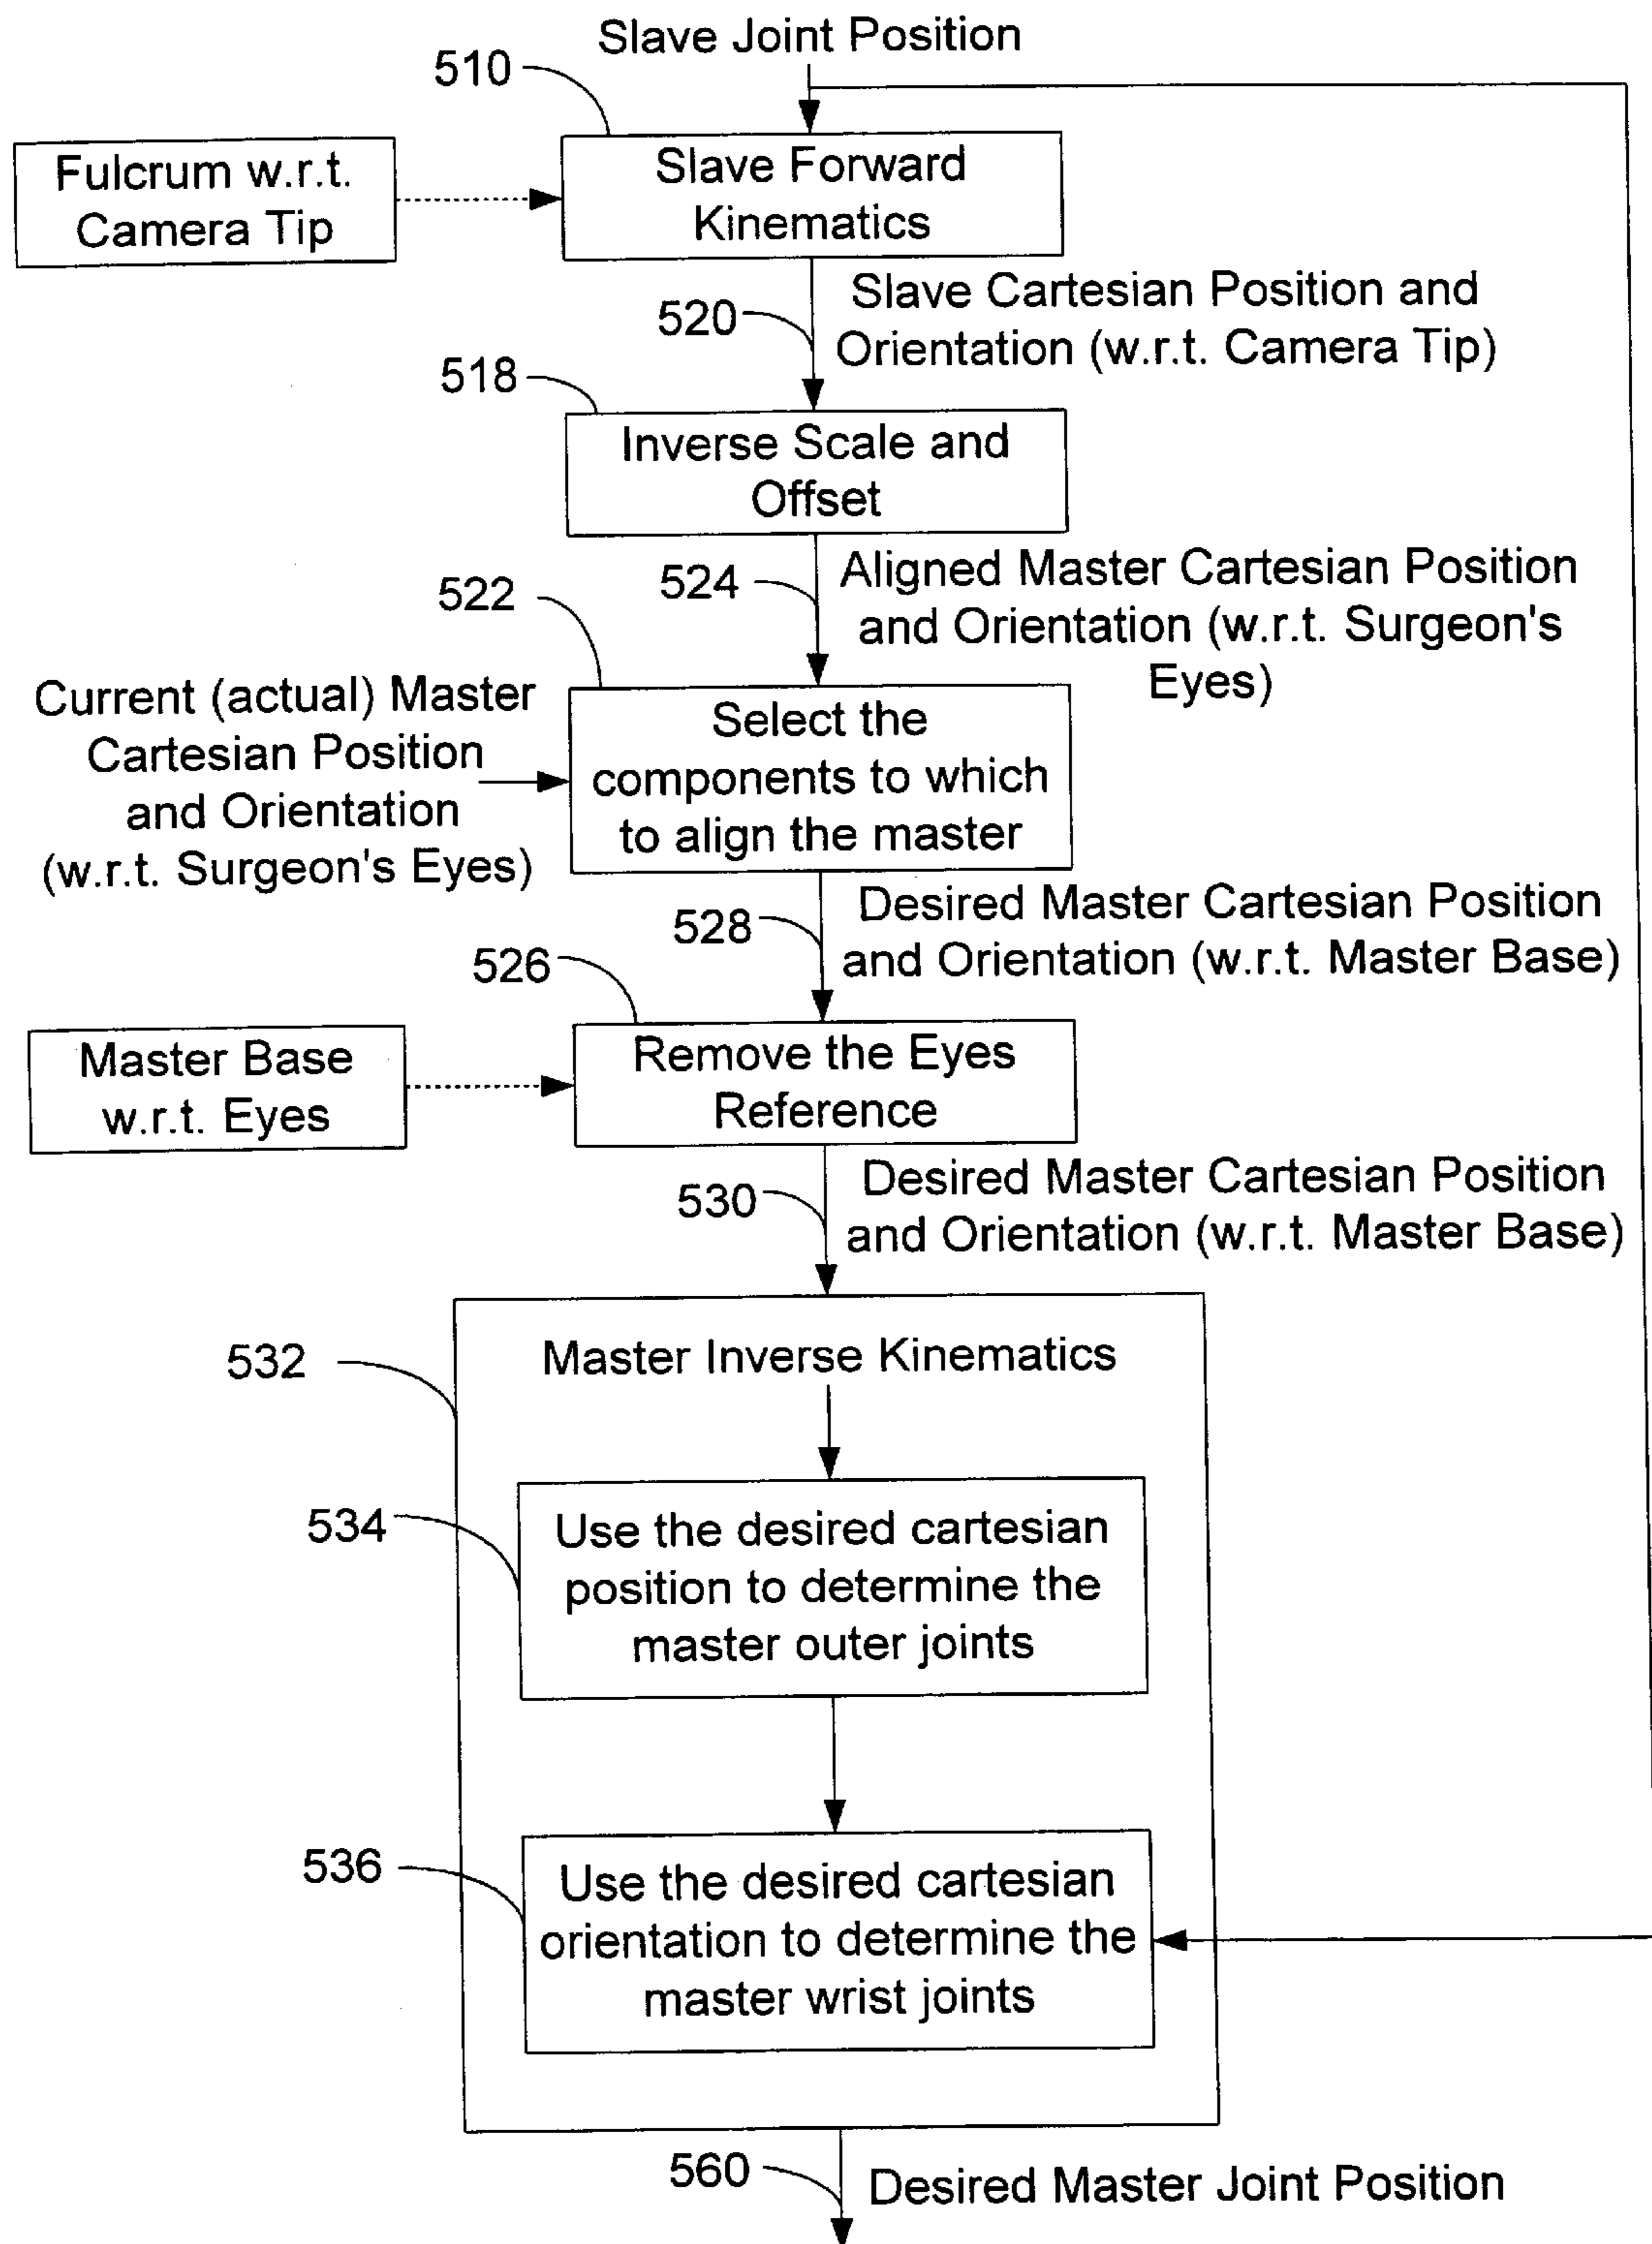 Slave Joint Position
510
Slave Forward
Kinematics
Fulcrum w.r.t.
Camera Tip
520
Slave Cartesian Position and
Orientation (w.r.t. Camera Tip)
518
Inverse Scale and
Offset
524
Aligned Master Cartesian Position
and Orientation (w.r.t. Surgeon's
Eyes)
522
Current (actual) Master
Cartesian Position
and Orientation
(w.r.t. Surgeon's Eyes)
Select the
components to which
to align the master
528
Desired Master Cartesian Position
and Orientation (w.r.t. Master Base)
526
Master Base
w.r.t. Eyes
Remove the Eyes
Reference
530
Desired Master Cartesian Position
and Orientation (w.r.t. Master Base)
532
Master Inverse Kinematics
534
Use the desired cartesian
position to determine the
master outer joints
536
Use the desired cartesian
orientation to determine the
master wrist joints
560
Desired Master Joint Position